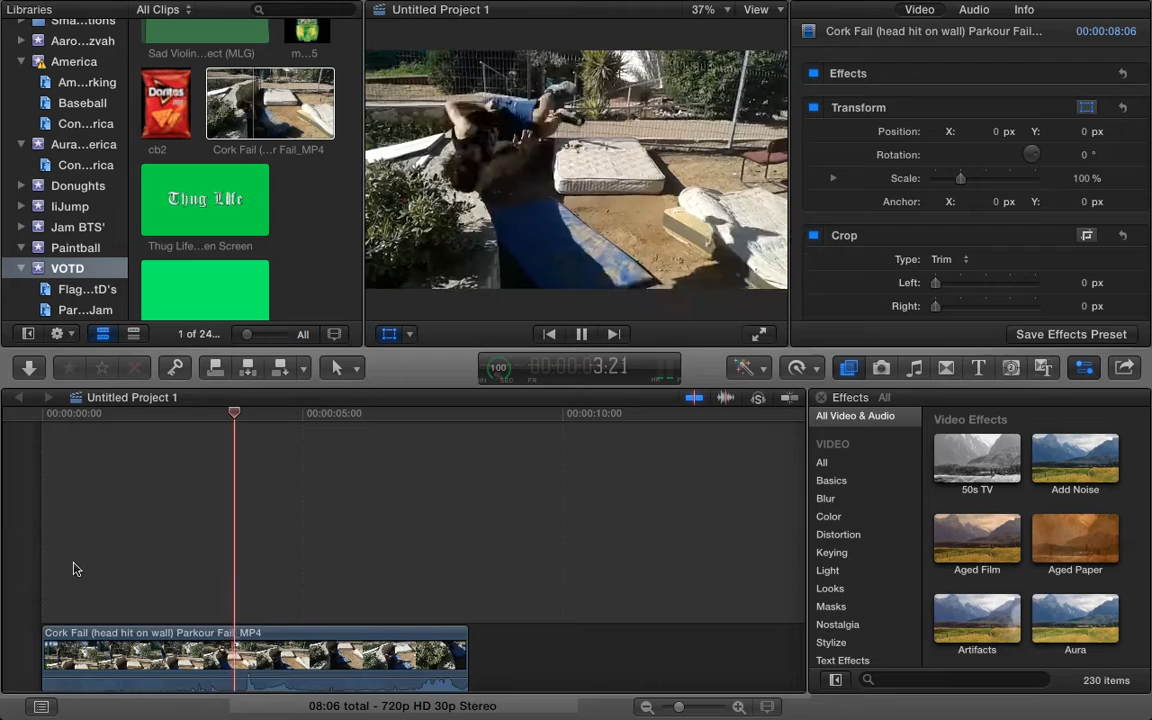 Libraries
All Clips
Untitled Project 1
37%
View
Video
Audio
Info
Sma...ations
Aaro...zvah
America
Am...rking
Baseball
Con...rica
Aura...erica
Con...rica
Donughts
IiJump
Jam BTS'
Paintball
VOTD
Flag...tD's
Par...Jam
Sad Violin...ect (MLG)
m...5
Doritos
cb2
Cork Fail (...r Fail_MP4
Thug Life
Thug Life...en Screen
1 of 24...
All
Cork Fail (head hit on wall) Parkour Fail...
00:00:08:06
Effects
Transform
Position: X: 0 px Y: 0 px
Rotation: 0 °
Scale: 100 %
Anchor: X: 0 px Y: 0 px
Crop
Type: Trim
Left: 0 px
Right: 0 px
Save Effects Preset
100
00:00:03:21
Untitled Project 1
00:00:00:00
00:00:05:00
00:00:10:00
Cork Fail (head hit on wall) Parkour Fail_MP4
08:06 total - 720p HD 30p Stereo
Effects All
All Video & Audio
VIDEO
All
Basics
Blur
Color
Distortion
Keying
Light
Looks
Masks
Nostalgia
Stylize
Text Effects
Video Effects
50s TV
Add Noise
Aged Film
Aged Paper
Artifacts
Aura
230 items